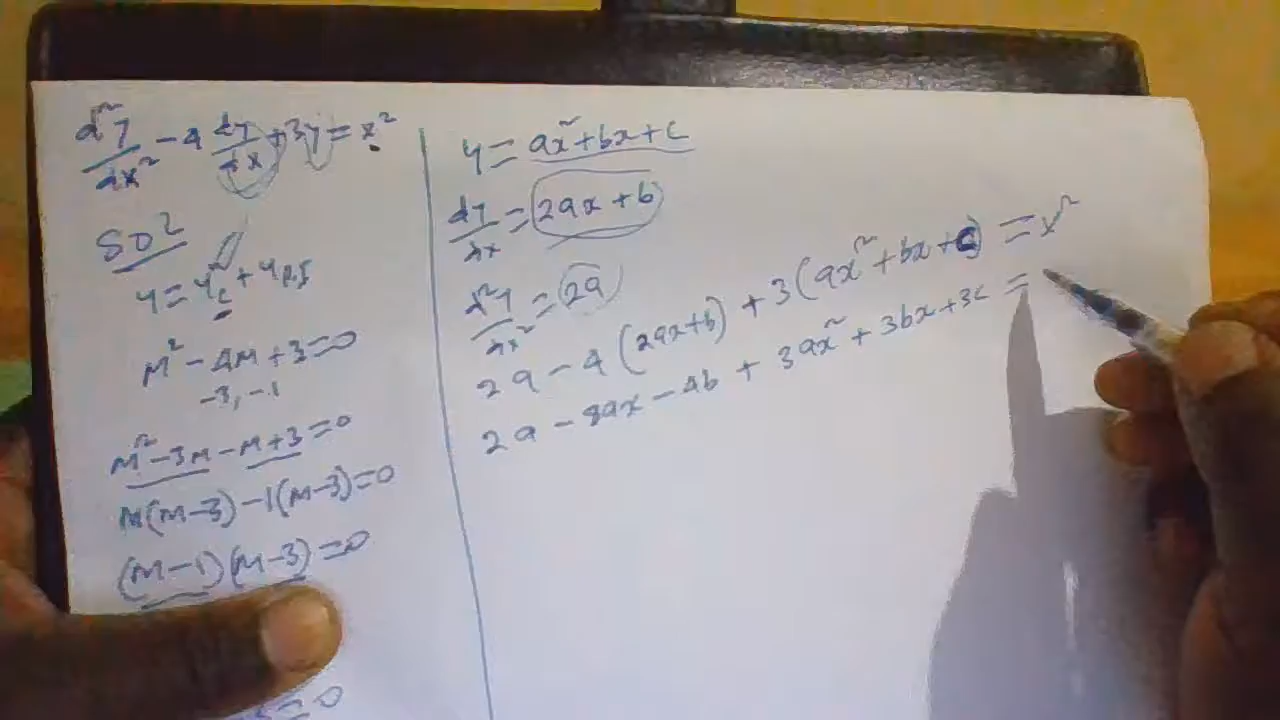 d²y/dx² - 4 dy/dx + 3y = x²
SOL
y = y_c + y_P.I
m² - 4m + 3 = 0
-3, -1
m² - 3m - m + 3 = 0
m(m-3) - 1(m-3) = 0
(m-1)(m-3) = 0
= 0
y = ax² + bx + c
dy/dx = 2ax + b
d²y/dx² = 2a
2a - 4(2ax+b) + 3(ax² + bx + c) = x²
2a - 8ax - 4b + 3ax² + 3bx + 3c =